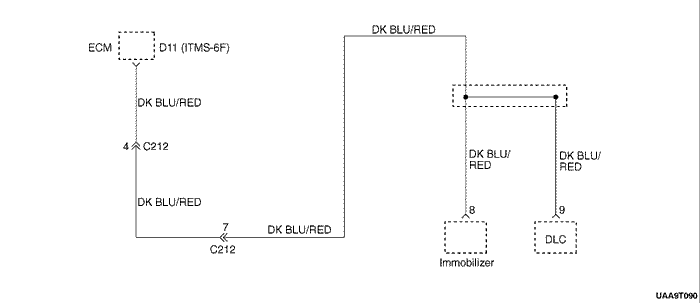 DK BLU/RED
ECM D11 (ITMS-6F)
DK BLU/RED
4 C212
DK BLU/
RED
DK BLU/
RED
DK BLU/RED
7
DK BLU/RED
C212
8
9
DLC
Immobilizer
UAA9T090